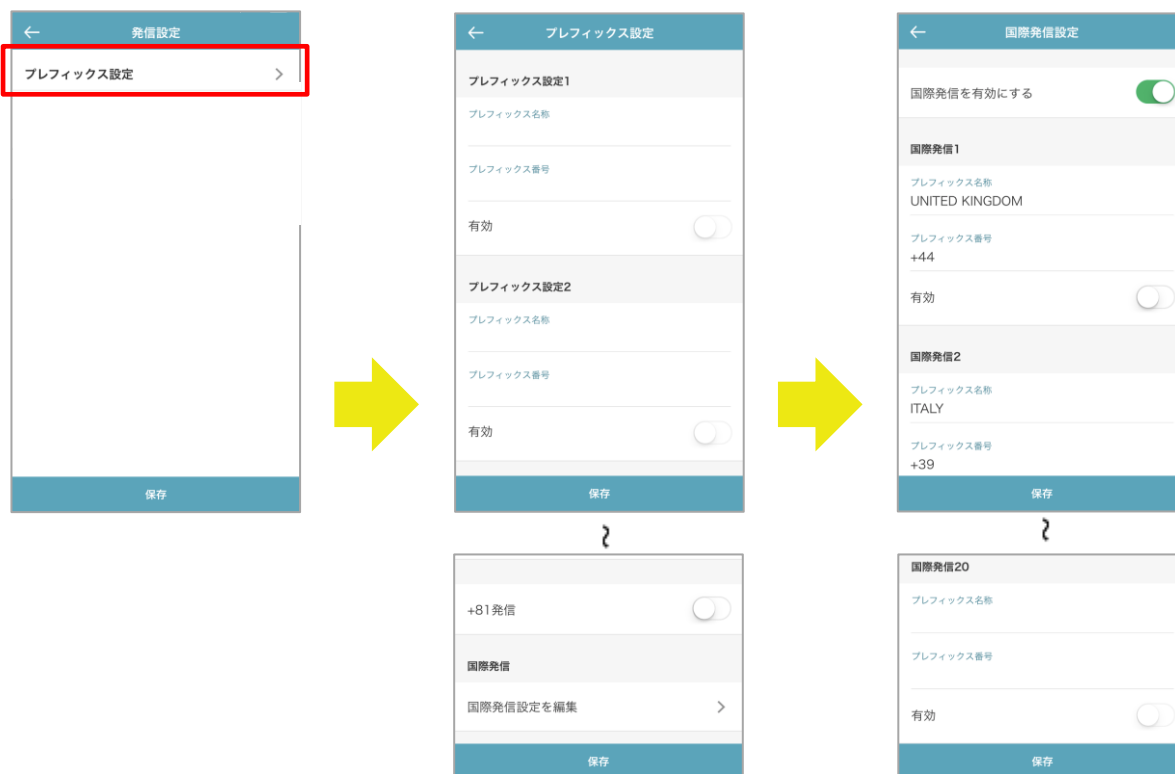 発信設定
プレフィックス設定
保存
プレフィックス設定
プレフィックス設定1
プレフィックス名称
プレフィックス番号
有効
プレフィックス設定2
プレフィックス名称
プレフィックス番号
有効
保存
~
+81発信
国際発信
国際発信設定を編集
保存
国際発信設定
国際発信を有効にする
国際発信1
プレフィックス名称
UNITED KINGDOM
プレフィックス番号
+44
有効
国際発信2
プレフィックス名称
ITALY
プレフィックス番号
+39
保存
~
国際発信20
プレフィックス名称
プレフィックス番号
有効
保存